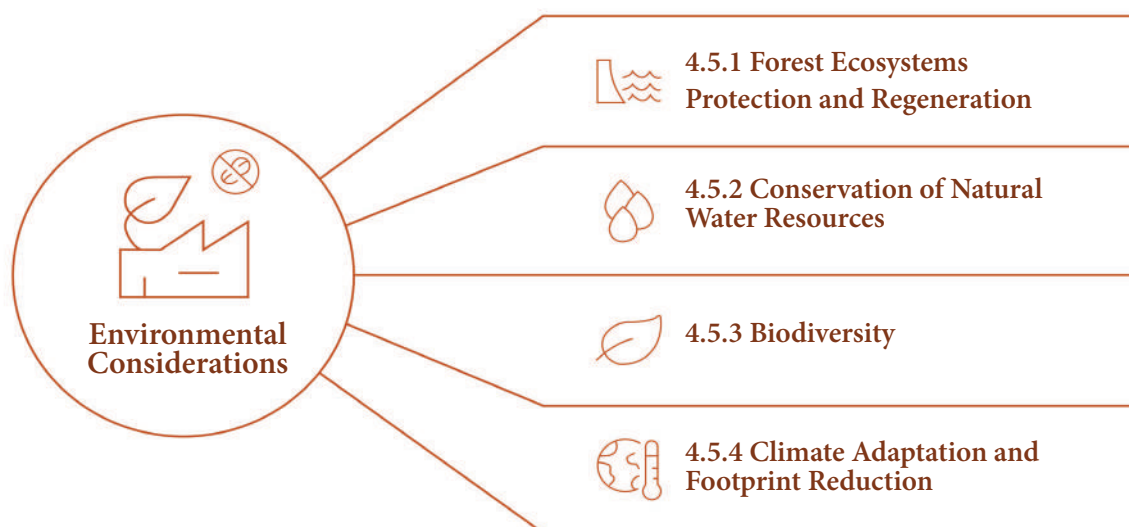 Environmental
Considerations
4.5.1 Forest Ecosystems
Protection and Regeneration
4.5.2 Conservation of Natural
Water Resources
4.5.3 Biodiversity
4.5.4 Climate Adaptation and
Footprint Reduction